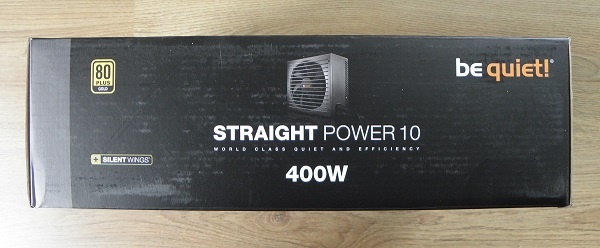 80
PLUS
GOLD
be quiet!®
STRAIGHT POWER 10
WORLD CLASS QUIET AND EFFICIENCY
+ SILENT WINGS®
400W